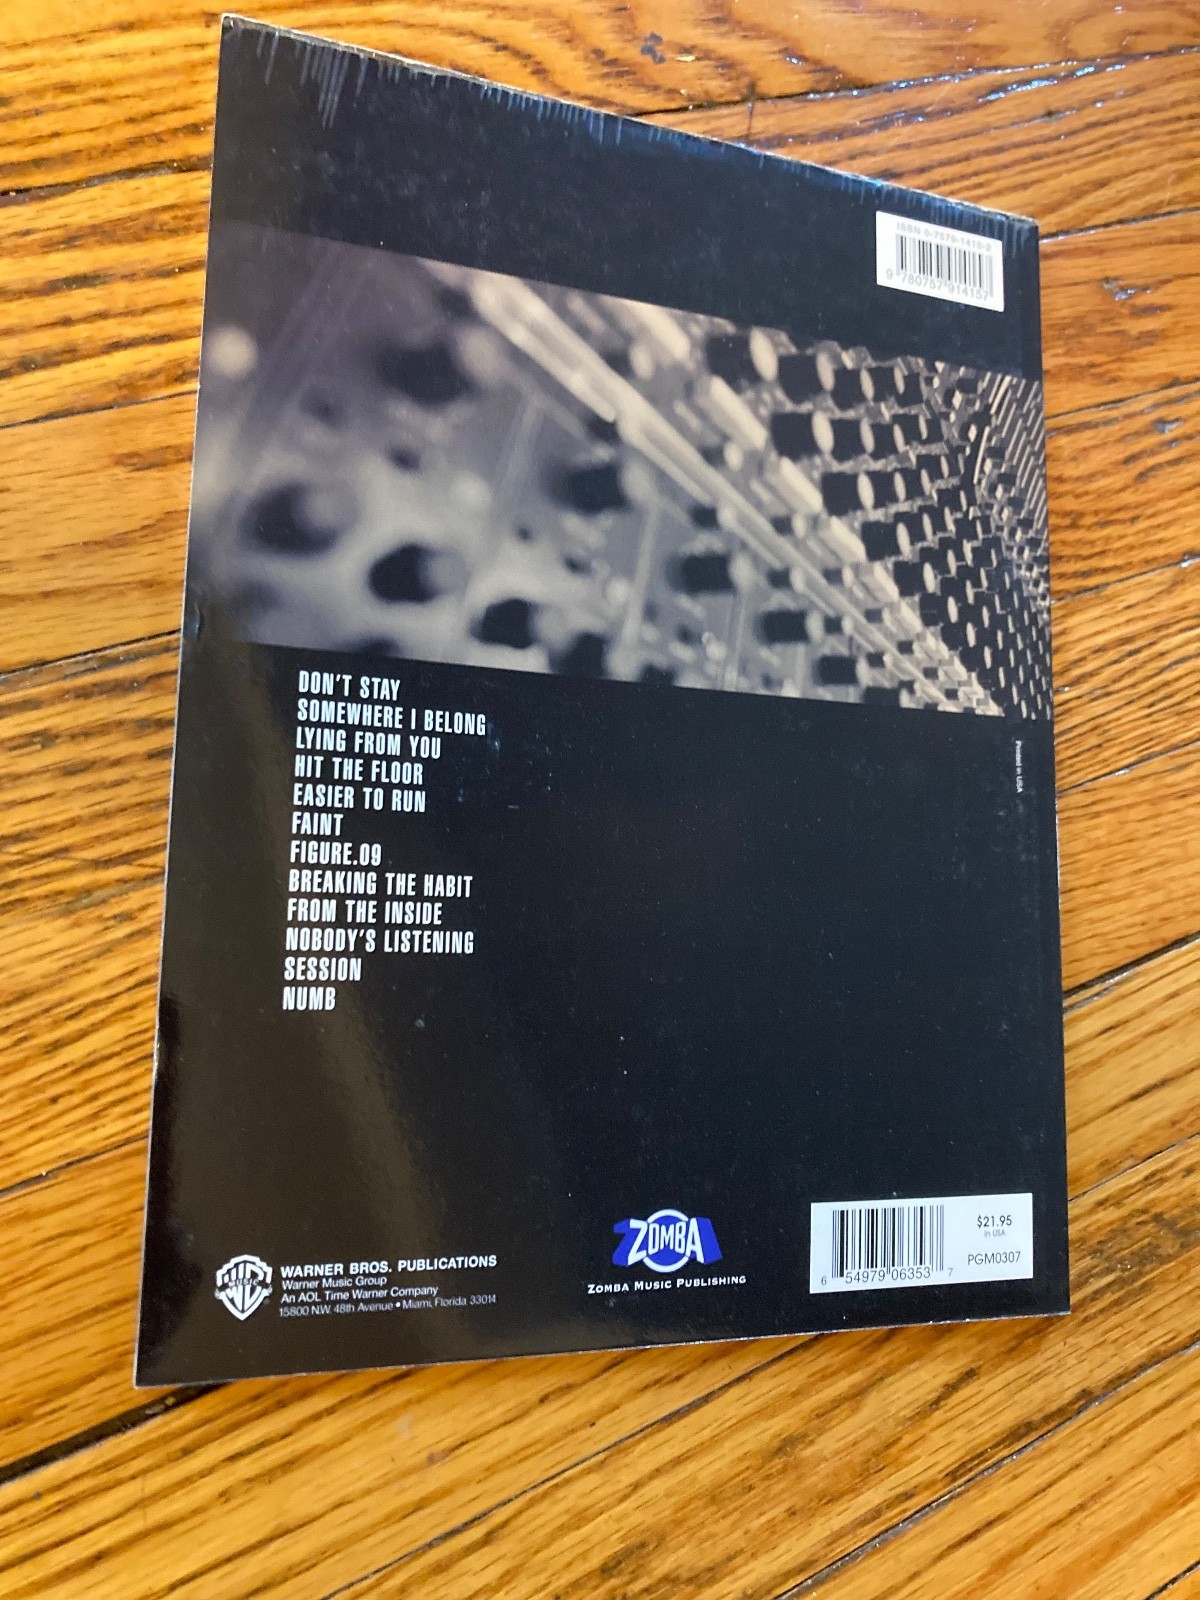 ISBN 0-7579-1415-2
9 780757 914157
DON'T STAY
SOMEWHERE I BELONG
LYING FROM YOU
HIT THE FLOOR
EASIER TO RUN
FAINT
FIGURE.09
BREAKING THE HABIT
FROM THE INSIDE
NOBODY'S LISTENING
SESSION
NUMB
Printed in USA
WARNER BROS. PUBLICATIONS
Warner Music Group
An AOL Time Warner Company
15800 N.W. 48th Avenue • Miami, Florida 33014
WB
MUSIC
ZOMBA
ZOMBA MUSIC PUBLISHING
$21.95
in USA
PGM0307
6 54979 06353 7